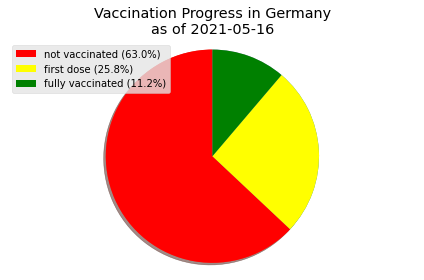 Vaccination Progress in Germany
as of 2021-05-16
not vaccinated (63.0%)
first dose (25.8%)
fully vaccinated (11.2%)